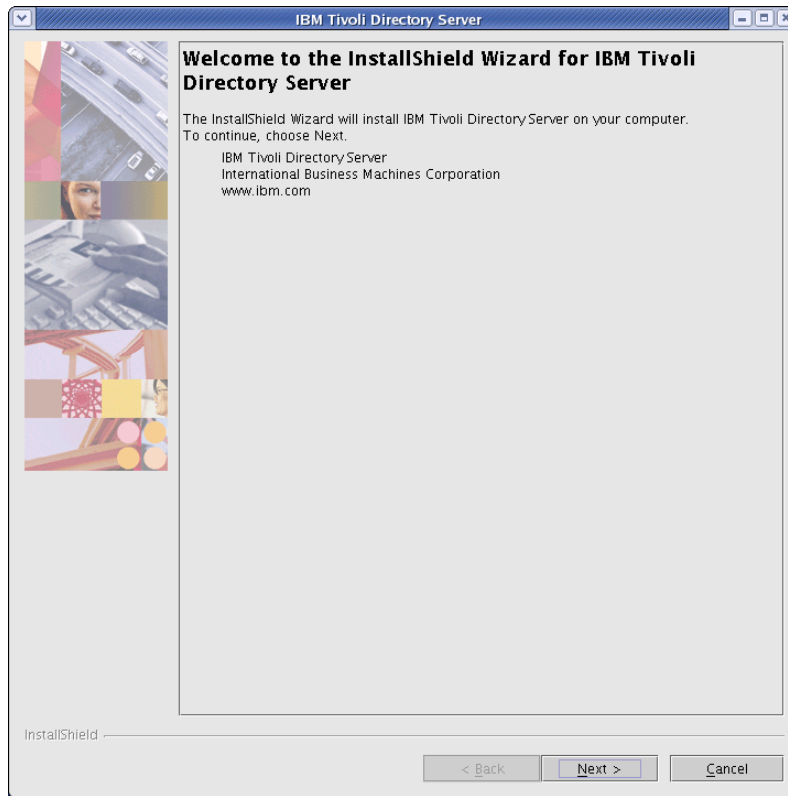 IBM Tivoli Directory Server
Welcome to the InstallShield Wizard for IBM Tivoli
Directory Server
The InstallShield Wizard will install IBM Tivoli Directory Server on your computer.
To continue, choose Next.
IBM Tivoli Directory Server
International Business Machines Corporation
www.ibm.com
InstallShield
< Back
Next >
Cancel